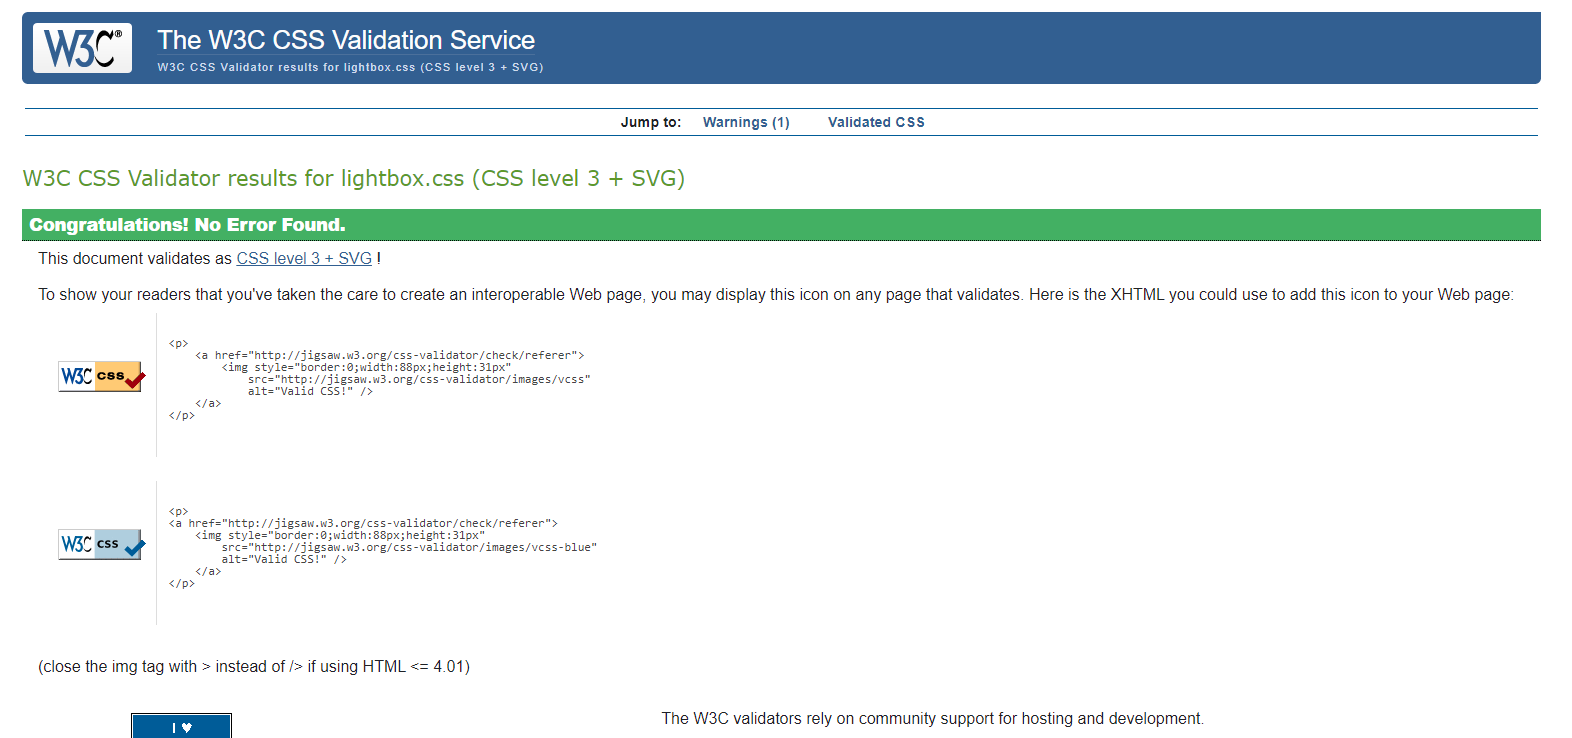 W3C®
The W3C CSS Validation Service
W3C CSS Validator results for lightbox.css (CSS level 3 + SVG)
Jump to: Warnings (1) Validated CSS
W3C CSS Validator results for lightbox.css (CSS level 3 + SVG)
Congratulations! No Error Found.
This document validates as CSS level 3 + SVG !
To show your readers that you've taken the care to create an interoperable Web page, you may display this icon on any page that validates. Here is the XHTML you could use to add this icon to your Web page:
W3C css
<p>
    <a href="http://jigsaw.w3.org/css-validator/check/referer">
        <img style="border:0;width:88px;height:31px"
            src="http://jigsaw.w3.org/css-validator/images/vcss"
            alt="Valid CSS!" />
    </a>
</p>
W3C css
<p>
<a href="http://jigsaw.w3.org/css-validator/check/referer">
    <img style="border:0;width:88px;height:31px"
        src="http://jigsaw.w3.org/css-validator/images/vcss-blue"
        alt="Valid CSS!" />
    </a>
</p>
(close the img tag with > instead of /> if using HTML <= 4.01)
I ♥
The W3C validators rely on community support for hosting and development.